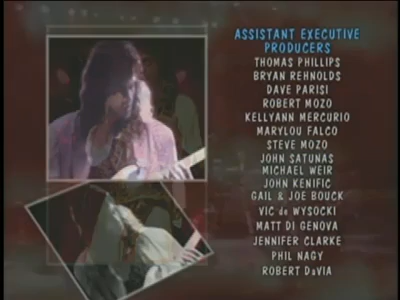 ASSISTANT EXECUTIVE
PRODUCERS
THOMAS PHILLIPS
BRYAN REHNOLDS
DAVE PARISI
ROBERT MOZO
KELLYANN MERCURIO
MARYLOU FALCO
STEVE MOZO
JOHN SATUNAS
MICHAEL WEIR
JOHN KENIFIC
GAIL & JOE BOUCK
VIC de WYSOCKI
MATT DI GENOVA
JENNIFER CLARKE
PHIL NAGY
ROBERT DaVIA